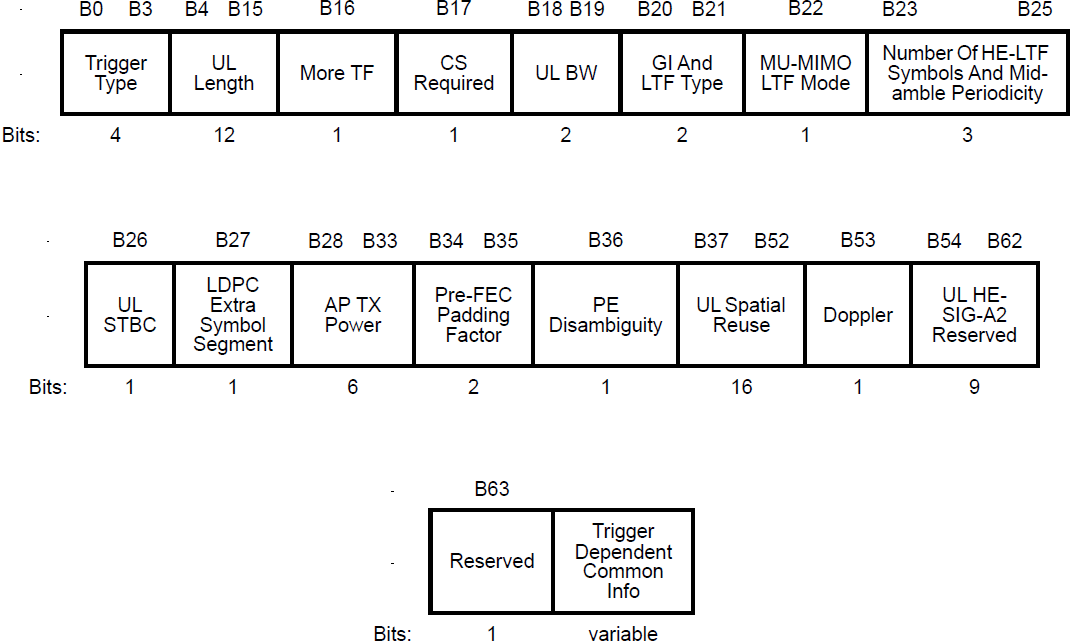 B0 B3 B4 B15 B16 B17 B18 B19 B20 B21 B22 B23 B25
Trigger Type UL Length More TF CS Required UL BW GI And LTF Type MU-MIMO LTF Mode Number Of HE-LTF Symbols And Mid-amble Periodicity
Bits: 4 12 1 1 2 2 1 3
B26 B27 B28 B33 B34 B35 B36 B37 B52 B53 B54 B62
UL STBC LDPC Extra Symbol Segment AP TX Power Pre-FEC Padding Factor PE Disambiguity UL Spatial Reuse Doppler UL HE-SIG-A2 Reserved
Bits: 1 1 6 2 1 16 1 9
B63
Reserved Trigger Dependent Common Info
Bits: 1 variable